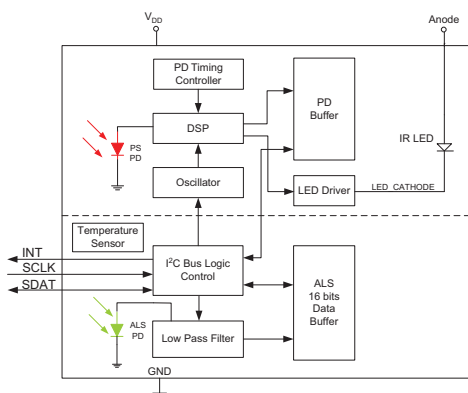 VDD
Anode
PD Timing
Controller
PD
Buffer
DSP
PS
PD
IR LED
Oscillator
LED Driver
LED_CATHODE
Temperature
Sensor
INT
SCLK
SDAT
I²C Bus Logic
Control
ALS
16 bits
Data
Buffer
ALS
PD
Low Pass Filter
GND